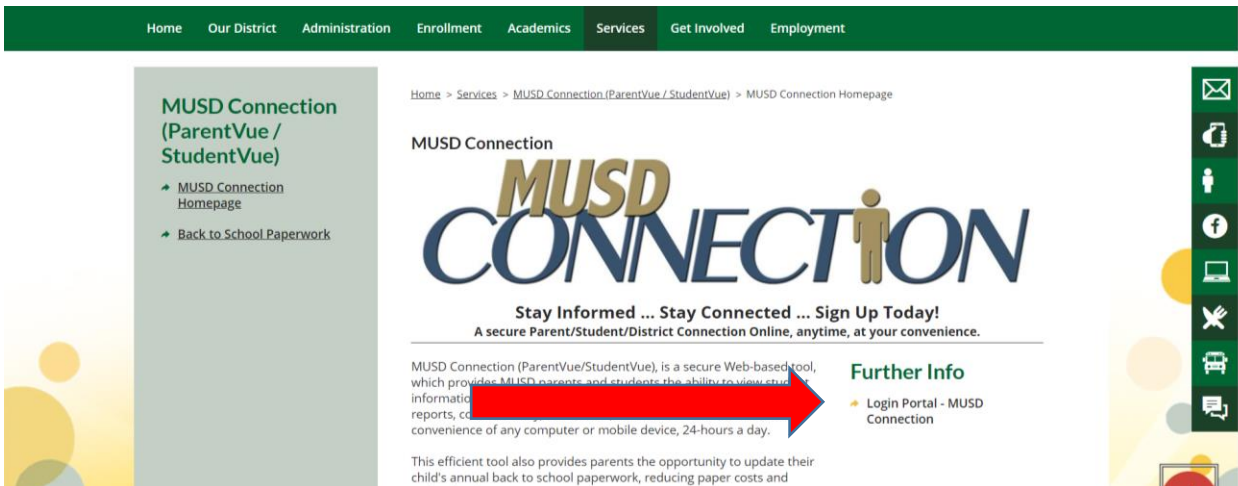 Home Our District Administration Enrollment Academics Services Get Involved Employment
MUSD Connection
(ParentVue /
StudentVue)
MUSD Connection
Homepage
Back to School Paperwork
Home > Services > MUSD Connection (ParentVue / StudentVue) > MUSD Connection Homepage
MUSD Connection
MUSD
CONNECTION
Stay Informed ... Stay Connected ... Sign Up Today!
A secure Parent/Student/District Connection Online, anytime, at your convenience.
MUSD Connection (ParentVue/StudentVue), is a secure Web-based tool,
which provides MUSD parents and students the ability to view
reports,
convenience of any computer or mobile device, 24-hours a day.
This efficient tool also provides parents the opportunity to update their
child's annual back to school paperwork, reducing paper costs and
Further Info
Login Portal - MUSD
Connection